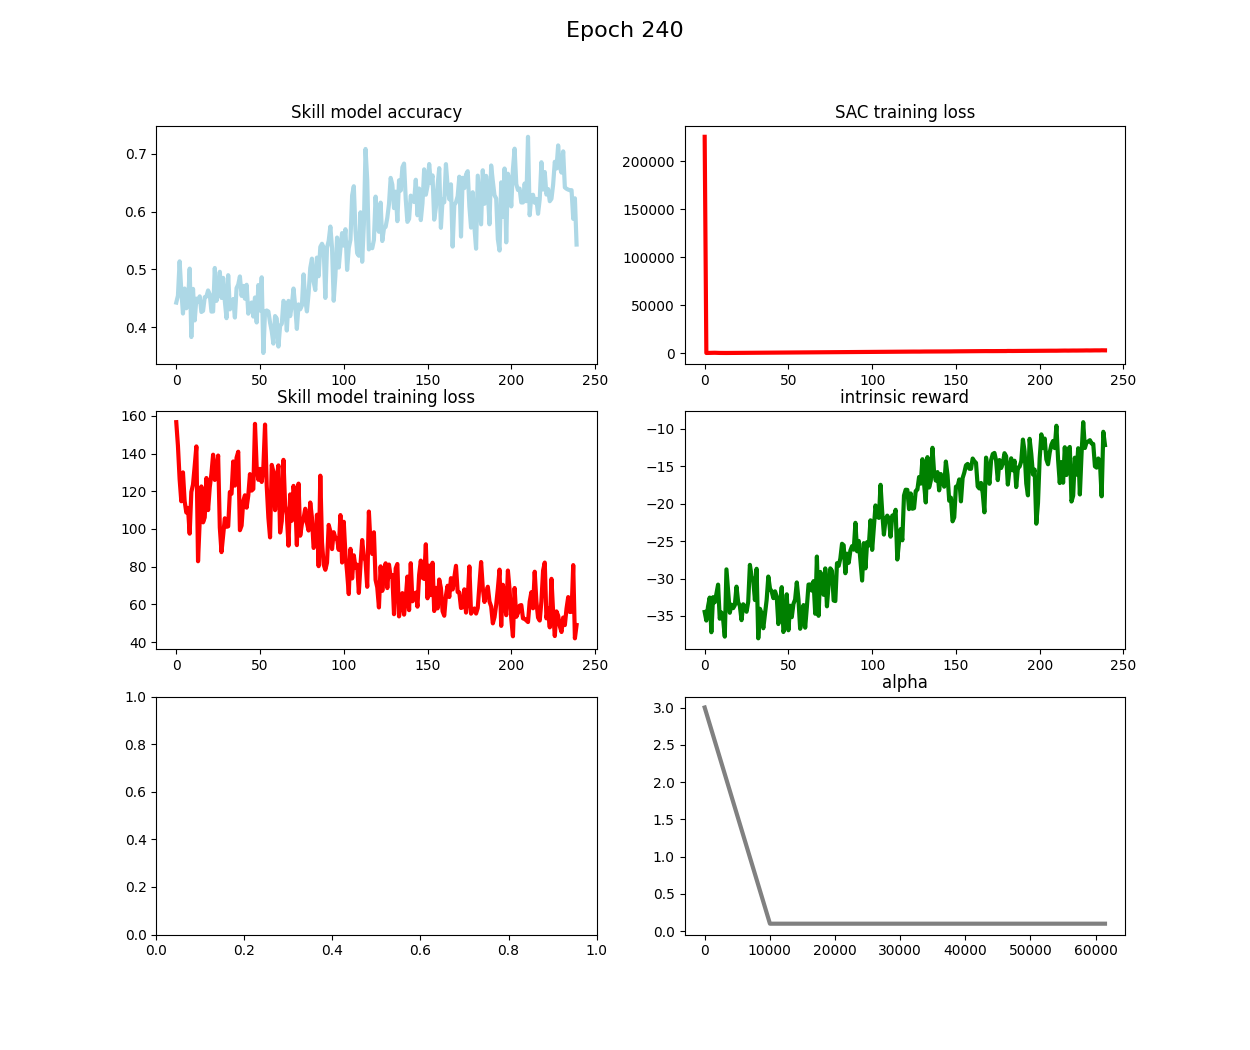 Epoch 240
Skill model accuracy
0.7
0.6
0.5
0.4
0 50 100 150 200 250
SAC training loss
200000
150000
100000
50000
0
0 50 100 150 200 250
Skill model training loss
160
140
120
100
80
60
40
0 50 100 150 200 250
intrinsic reward
−10
−15
−20
−25
−30
−35
0 50 100 150 200 250
1.0
0.8
0.6
0.4
0.2
0.0
0.0 0.2 0.4 0.6 0.8 1.0
alpha
3.0
2.5
2.0
1.5
1.0
0.5
0.0
0 10000 20000 30000 40000 50000 60000